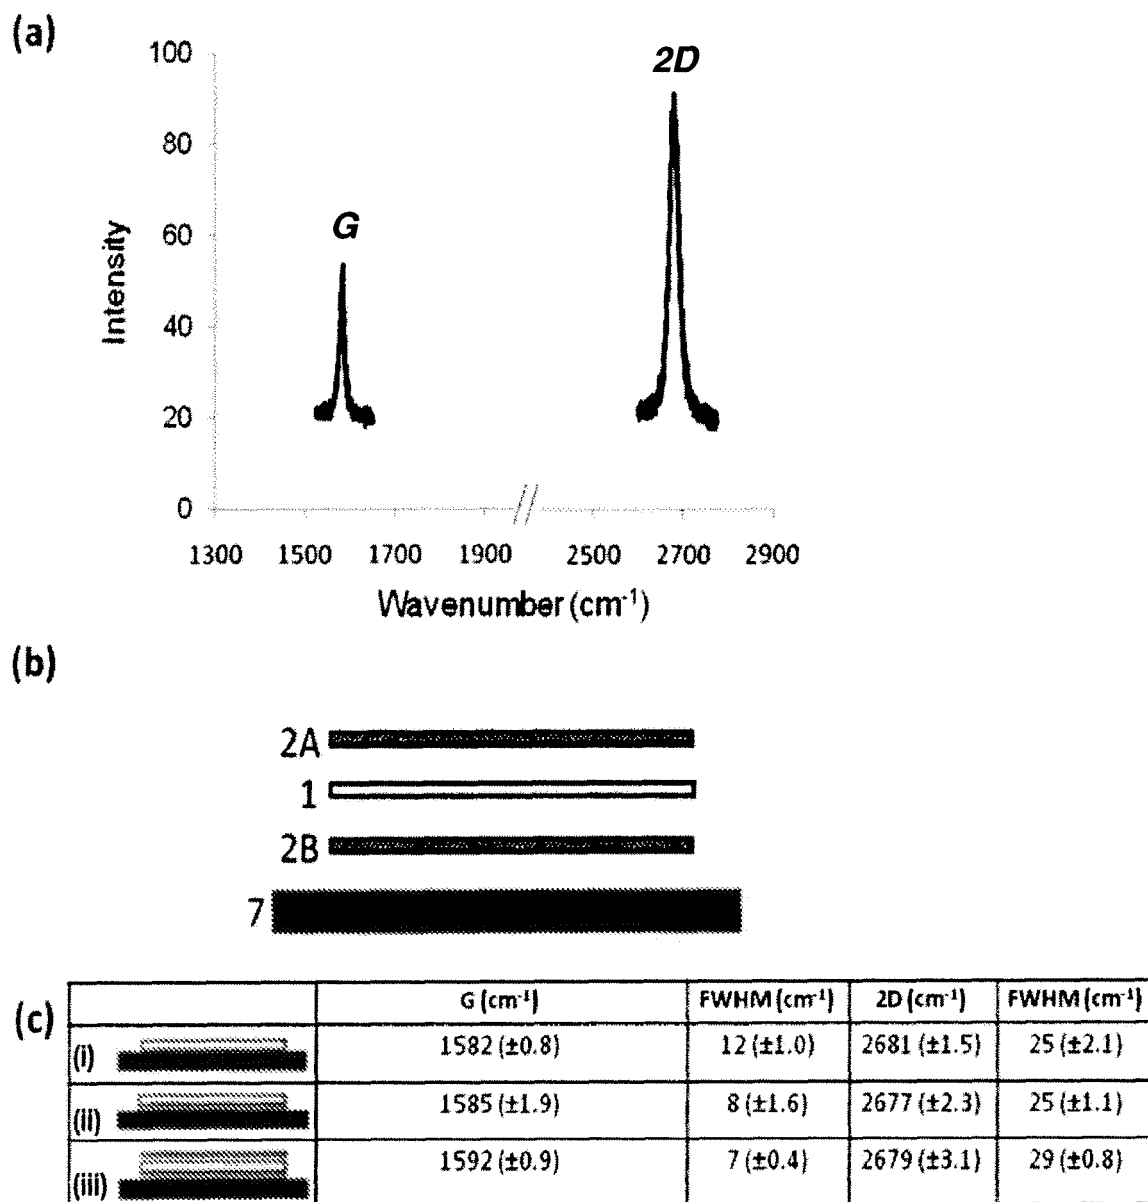 (a)
100
80
60
40
20
0
Intensity
G
2D
1300 1500 1700 1900 // 2500 2700 2900
Wavenumber (cm⁻¹)
(b)
2A
1
2B
7
(c)
G (cm⁻¹) FWHM (cm⁻¹) 2D (cm⁻¹) FWHM (cm⁻¹)
(i) 1582 (±0.8) 12 (±1.0) 2681 (±1.5) 25 (±2.1)
(ii) 1585 (±1.9) 8 (±1.6) 2677 (±2.3) 25 (±1.1)
(iii) 1592 (±0.9) 7 (±0.4) 2679 (±3.1) 29 (±0.8)